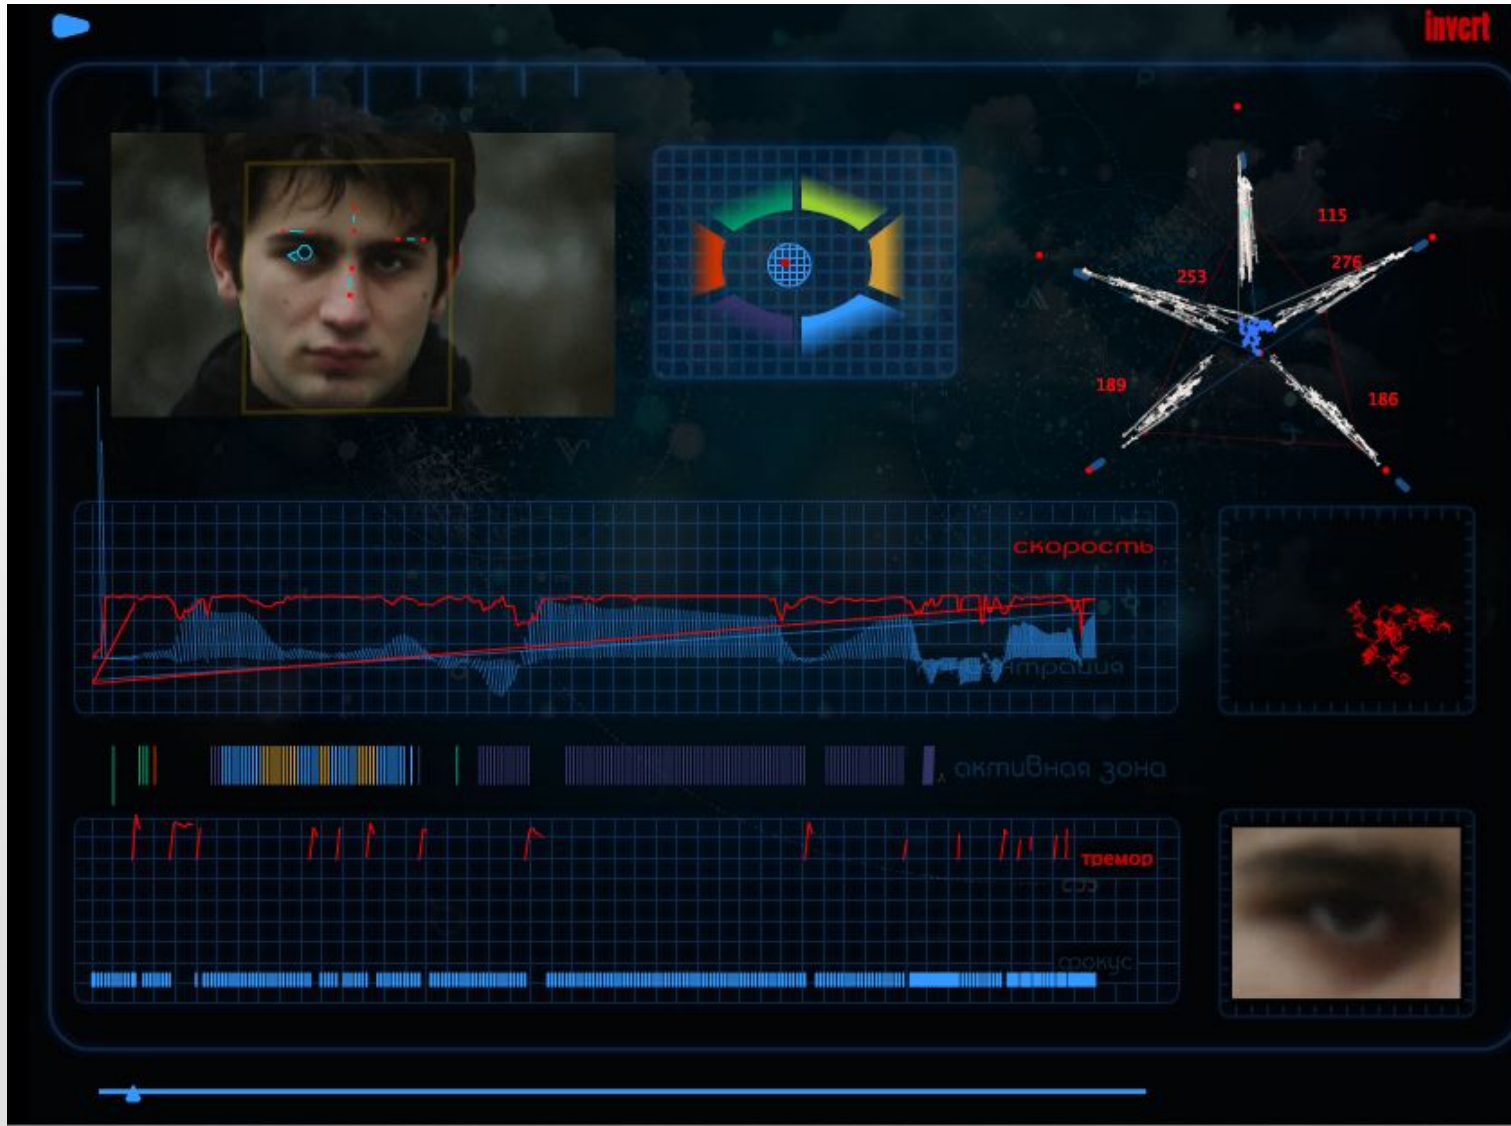 invert
115
276
253
189
186
скорость
активная зона
тремор
фокус